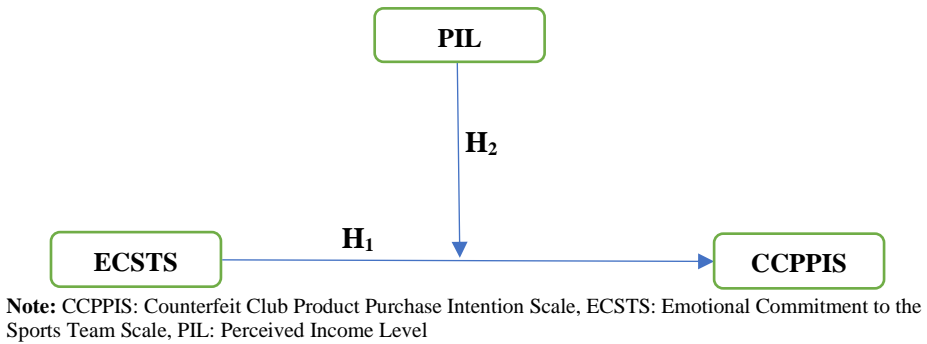 PIL
H₂
H₁
ECSTS
CCPPIS
Note: CCPPIS: Counterfeit Club Product Purchase Intention Scale, ECSTS: Emotional Commitment to the
Sports Team Scale, PIL: Perceived Income Level